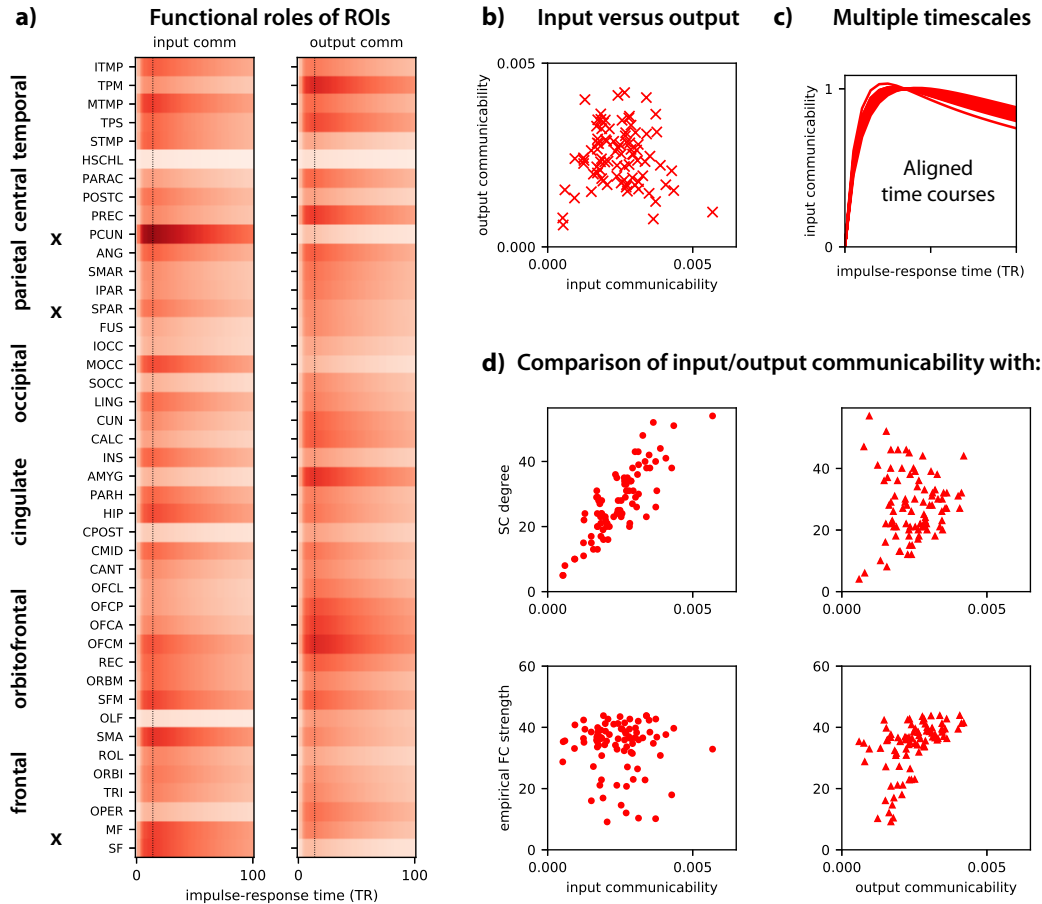 a)
Functional roles of ROIs
input comm
output comm
temporal
central
parietal
occipital
cingulate
orbitofrontal
frontal
ITMP
TPM
MTMP
TPS
STMP
HSCHL
PARAC
POSTC
PREC
x PCUN
ANG
SMAR
IPAR
x SPAR
FUS
IOCC
MOCC
SOCC
LING
CUN
CALC
INS
AMYG
PARH
HIP
CPOST
CMID
CANT
OFCL
OFCP
OFCA
OFCM
REC
ORBM
SFM
OLF
SMA
ROL
ORBI
TRI
OPER
x MF
SF
0 100 0 100
impulse-response time (TR)
b)
Input versus output
0.005
output communicability
0.000
0.000 0.005
input communicability
c)
Multiple timescales
1
input communicability
Aligned
time courses
0
impulse-response time (TR)
d) Comparison of input/output communicability with:
40
SC degree
20
0
0.000 0.005
40
20
0
0.000 0.005
60
empirical FC strength
40
20
0
0.000 0.005
input communicability
60
40
20
0
0.000 0.005
output communicability